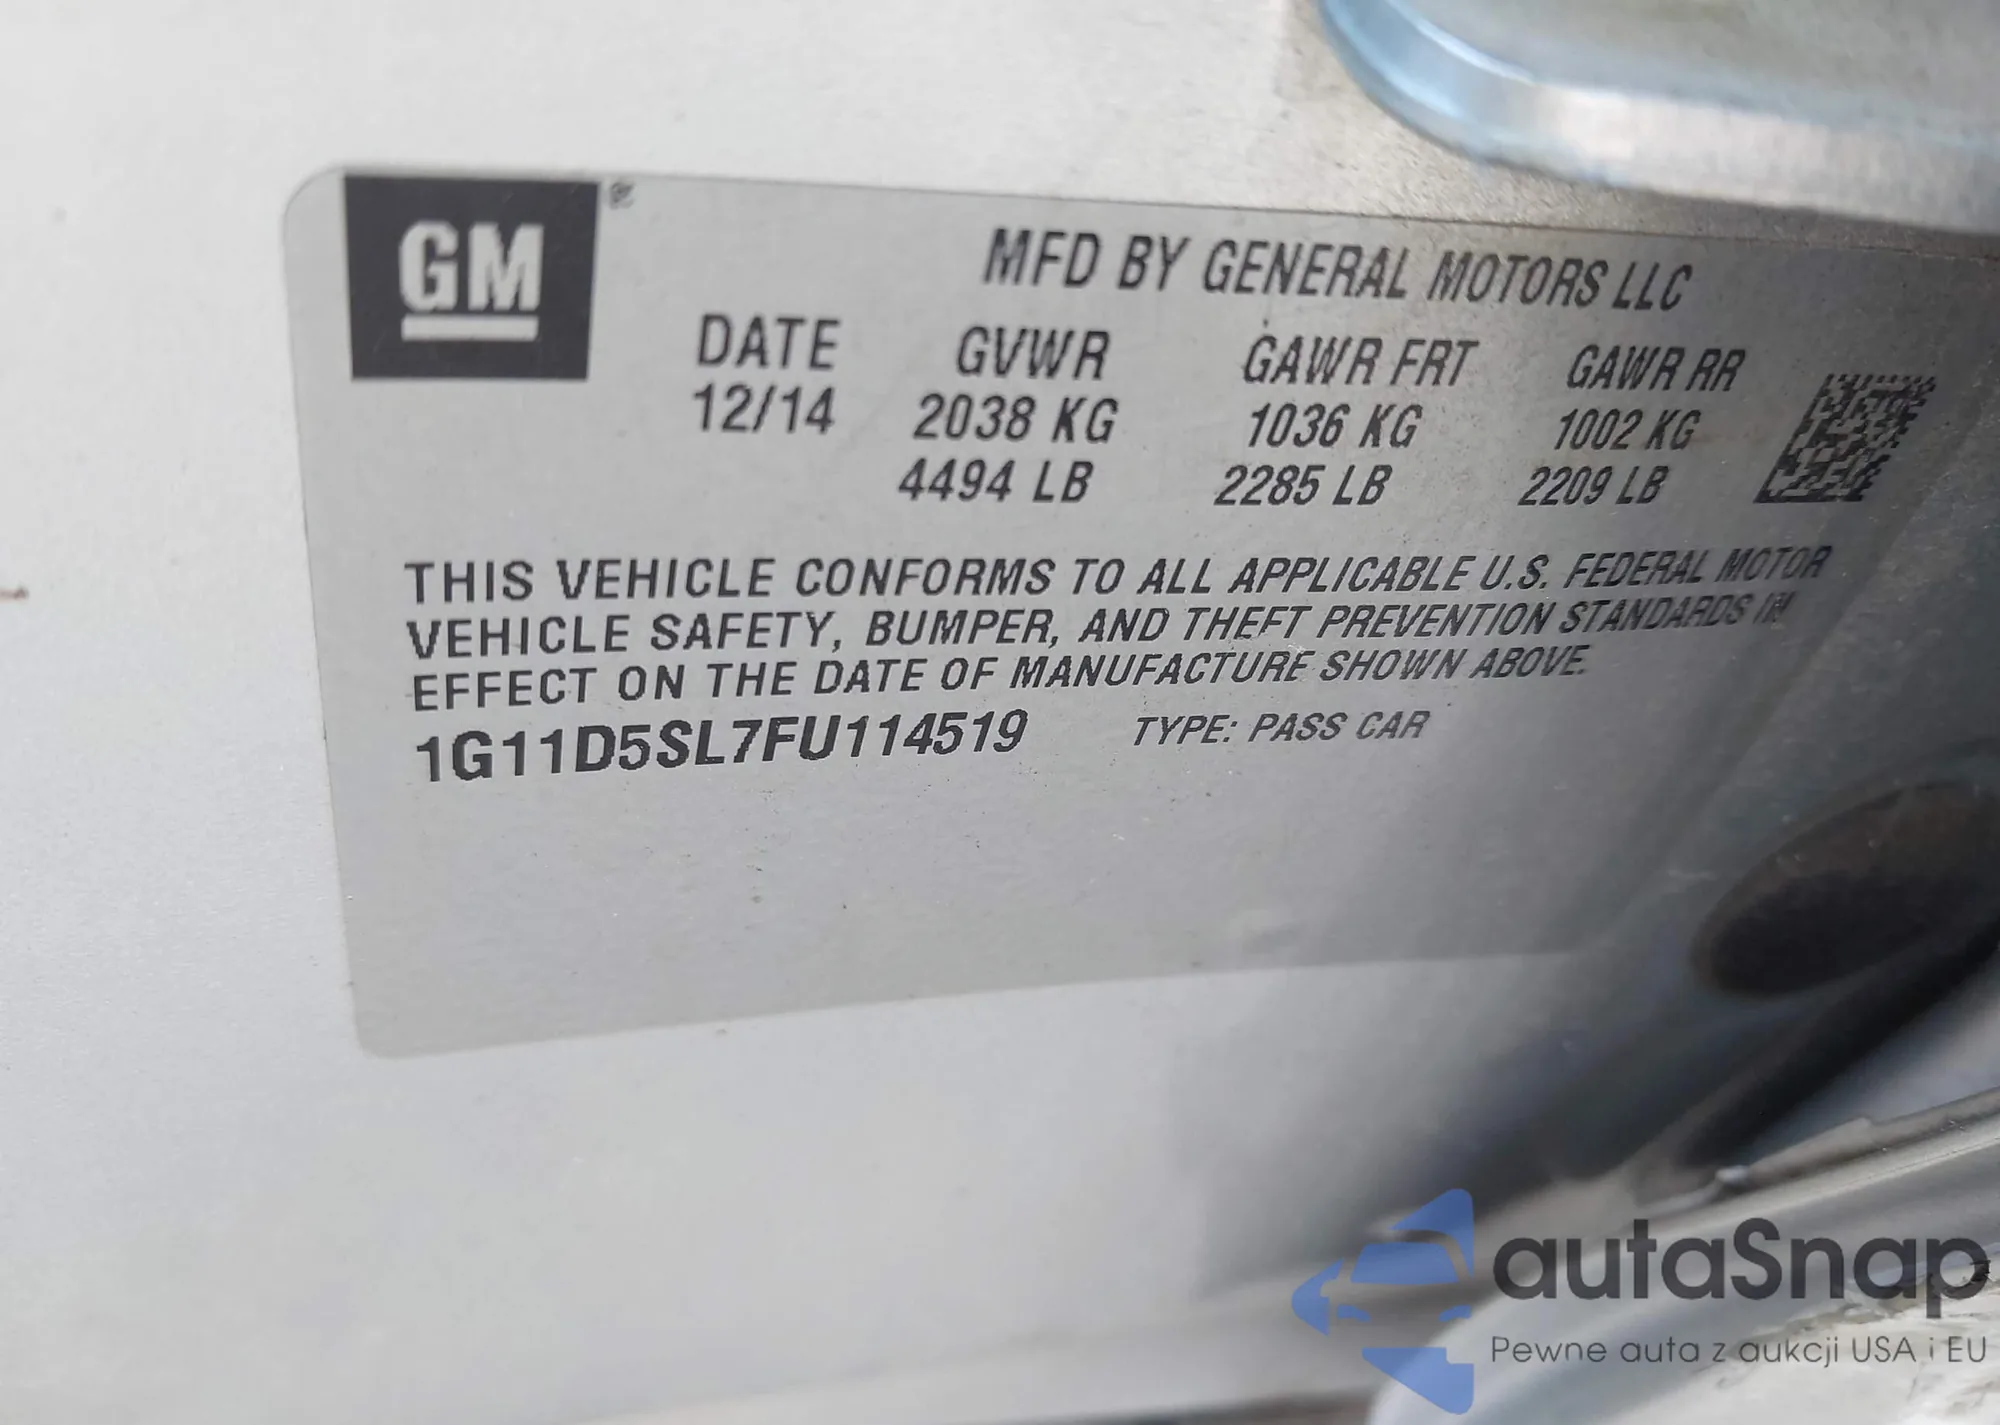 GM®
MFD BY GENERAL MOTORS LLC
DATE GVWR GAWR FRT GAWR RR
12/14 2038 KG 1036 KG 1002 KG
4494 LB 2285 LB 2209 LB
THIS VEHICLE CONFORMS TO ALL APPLICABLE U.S. FEDERAL MOTOR
VEHICLE SAFETY, BUMPER, AND THEFT PREVENTION STANDARDS IN
EFFECT ON THE DATE OF MANUFACTURE SHOWN ABOVE.
1G11D5SL7FU114519 TYPE: PASS CAR
autaSnap
Pewne auta z aukcji USA i EU